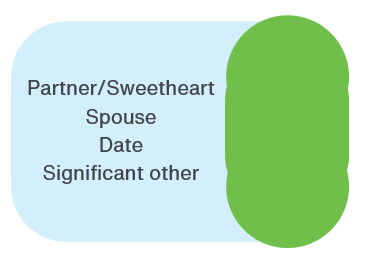 Partner/Sweetheart
Spouse
Date
Significant other